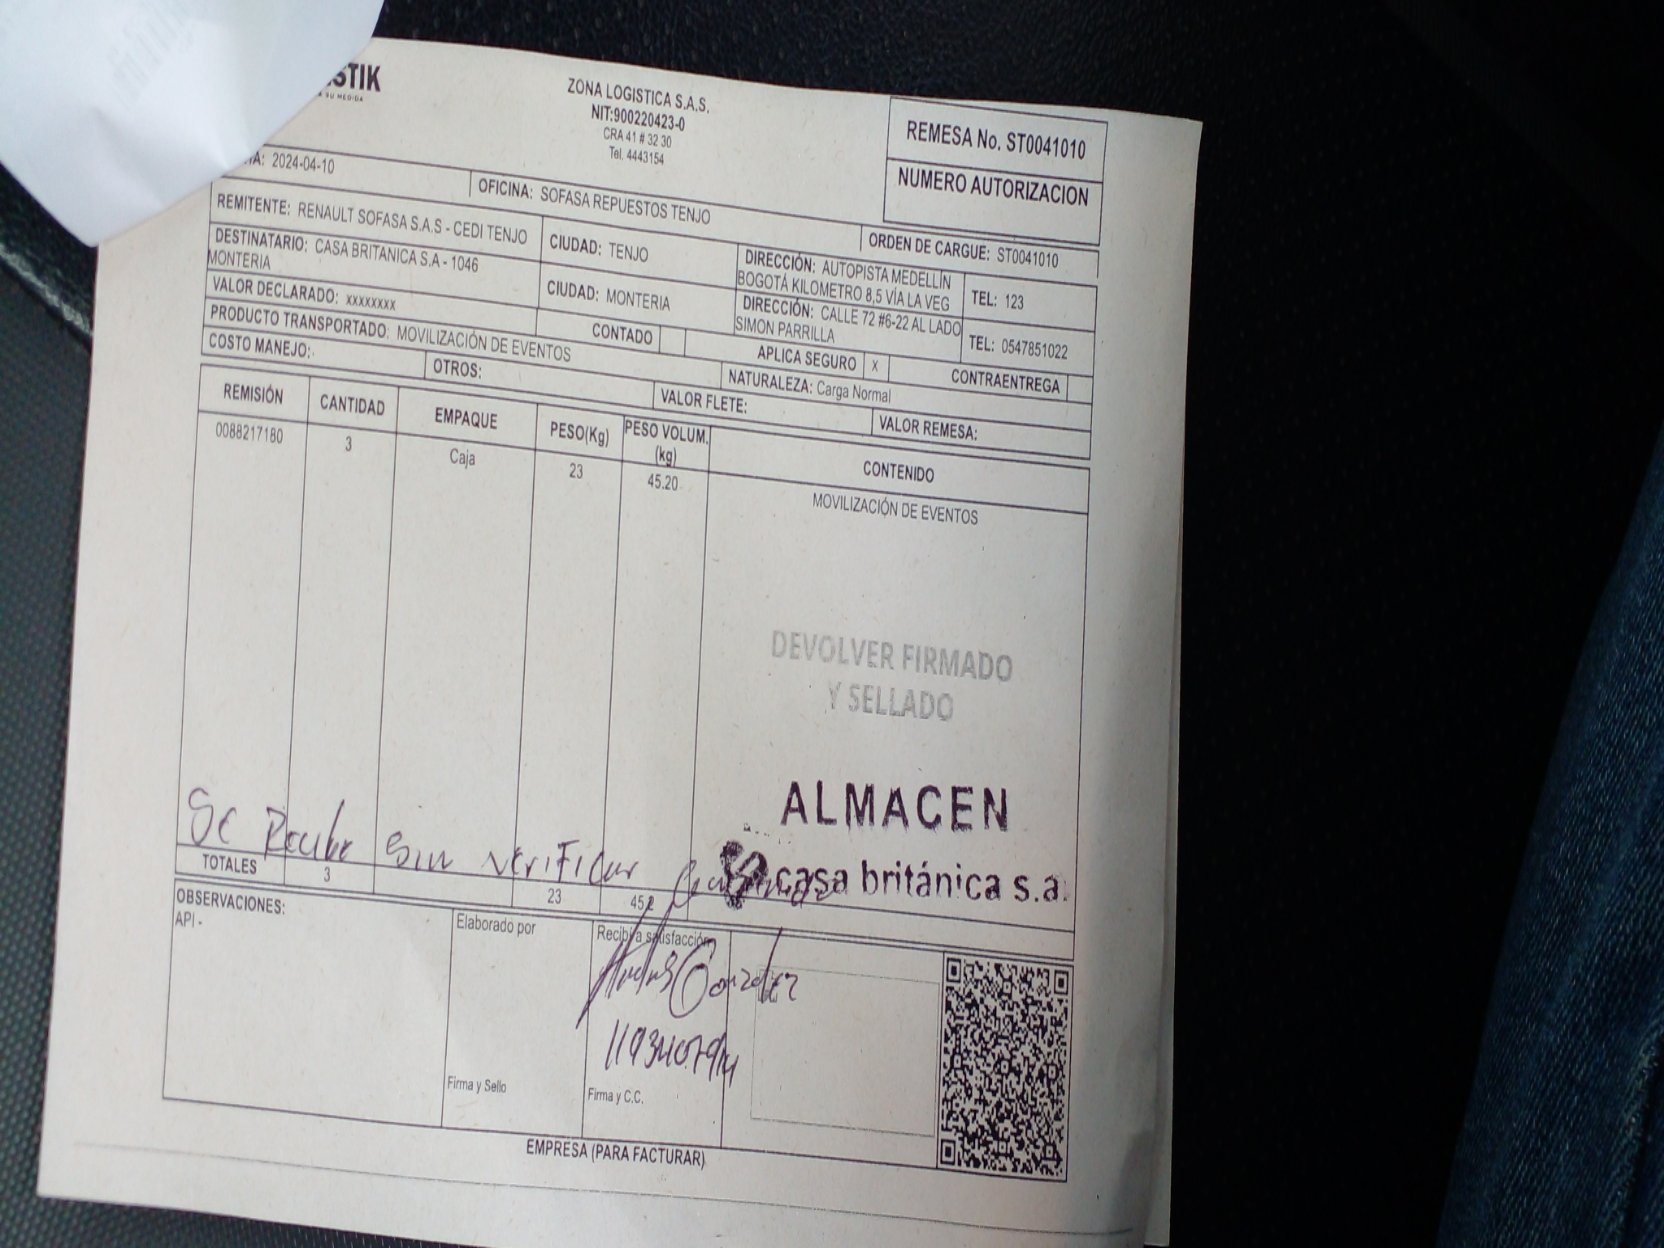 STIK
A SU MEDIDA
ZONA LOGISTICA S.A.S.
NIT:900220423-0
CRA 41 # 32 30
Tel. 4443154
REMESA No. ST0041010
NUMERO AUTORIZACION
A: 2024-04-10
OFICINA: SOFASA REPUESTOS TENJO
ORDEN DE CARGUE: ST0041010
REMITENTE: RENAULT SOFASA S.A.S - CEDI TENJO
CIUDAD: TENJO
DIRECCIÓN: AUTOPISTA MEDELLÍN
BOGOTÁ KILOMETRO 8,5 VÍA LA VEG
TEL: 123
DESTINATARIO: CASA BRITANICA S.A - 1046
MONTERIA
CIUDAD: MONTERIA
DIRECCIÓN: CALLE 72 #6-22 AL LADO
SIMON PARRILLA
TEL: 0547851022
VALOR DECLARADO: xxxxxxxx
CONTADO
APLICA SEGURO x
CONTRAENTREGA
PRODUCTO TRANSPORTADO: MOVILIZACIÓN DE EVENTOS
NATURALEZA: Carga Normal
COSTO MANEJO:
OTROS:
VALOR FLETE:
VALOR REMESA:
REMISIÓN CANTIDAD EMPAQUE PESO(Kg) PESO VOLUM.
(kg)
CONTENIDO
0088217180 3 Caja 23 45.20
MOVILIZACIÓN DE EVENTOS
DEVOLVER FIRMADO
Y SELLADO
ALMACEN
casa británica s.a.
Se Recibe Sin verificar
TOTALES 3 23 45.2
OBSERVACIONES:
API -
Elaborado por
Recibí a satisfacción
González
Firma y Sello
Firma y C.C.
EMPRESA (PARA FACTURAR)